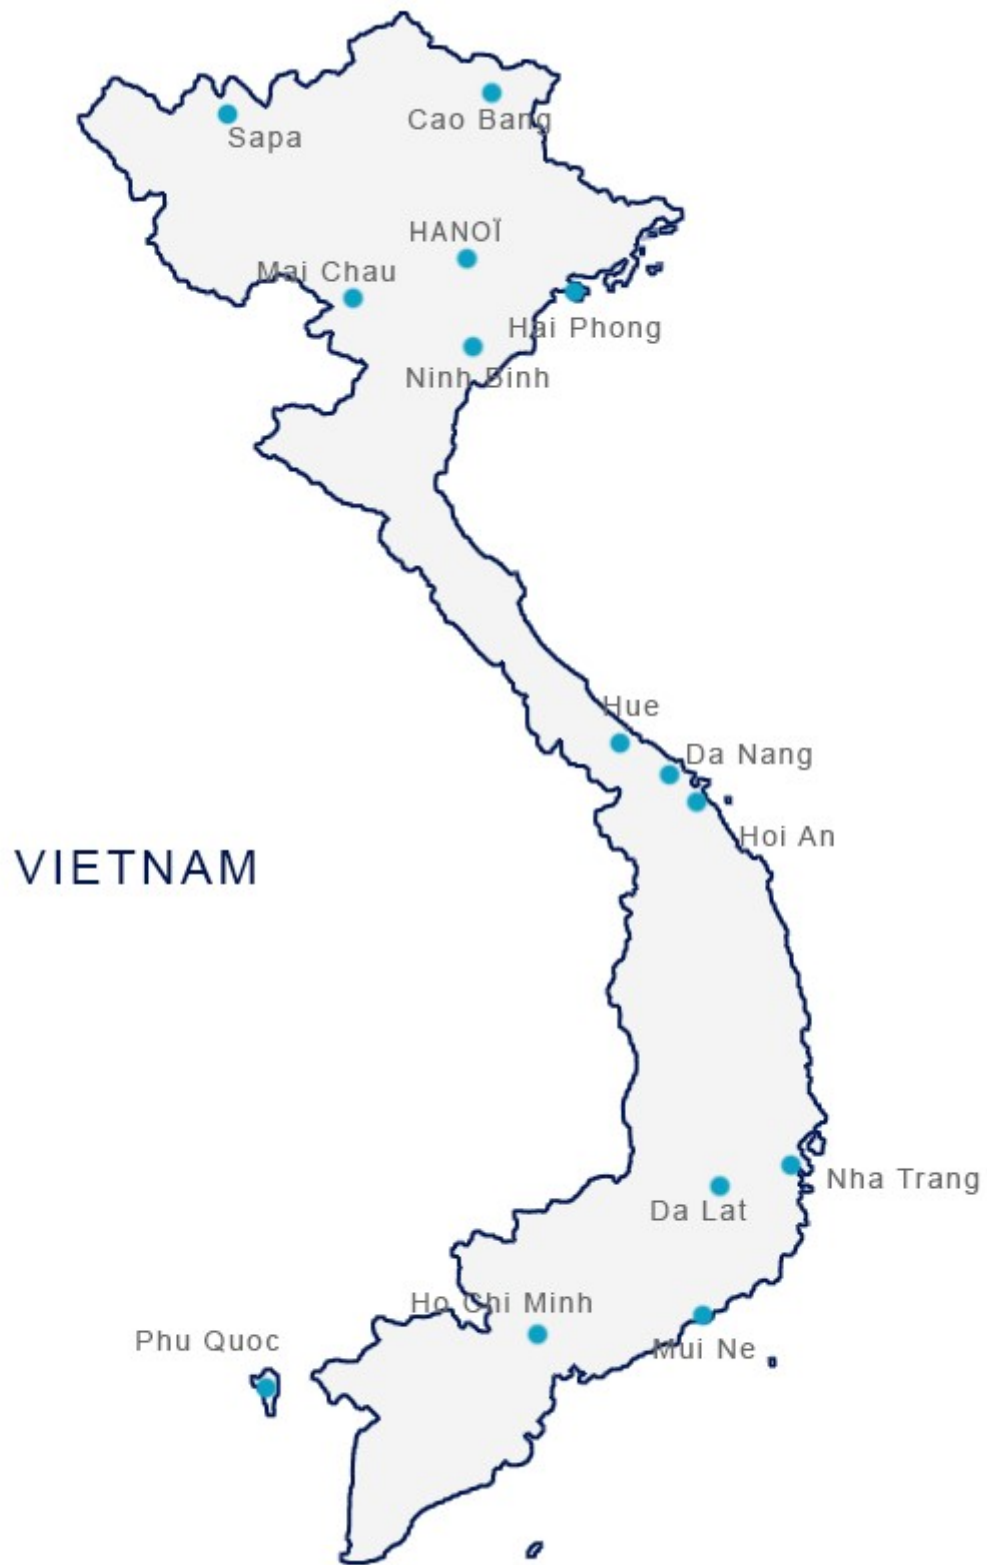 Cao Bang
Sapa
HANOÏ
Mai Chau
Hai Phong
Ninh Binh
Hue
Da Nang
Hoi An
VIETNAM
Nha Trang
Da Lat
Ho Chi Minh
Phu Quoc
Mui Ne